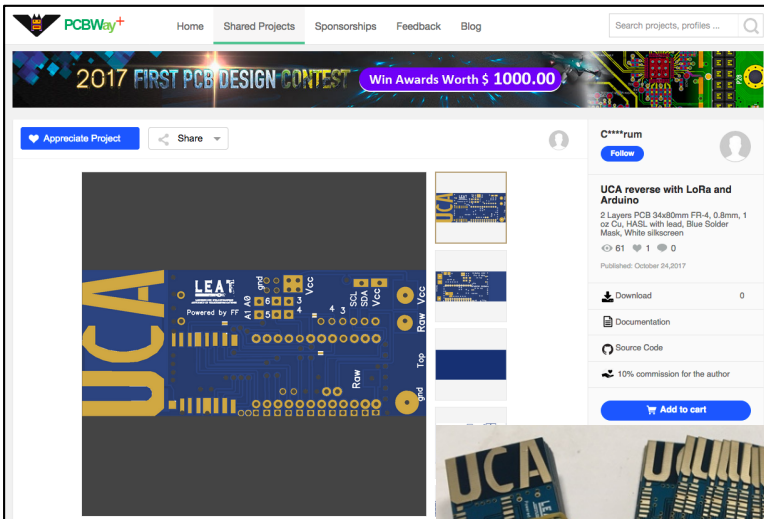 PCBWay+
Home Shared Projects Sponsorships Feedback Blog
Search projects, profiles ...
2017 FIRST PCB DESIGN CONTEST Win Awards Worth $ 1000.00
Appreciate Project
Share
C****rum
Follow
UCA reverse with LoRa and Arduino
2 Layers PCB 34x80mm FR-4, 0.8mm, 1
oz Cu, HASL with lead, Blue Solder
Mask, White silkscreen
61 1 0
Published: October 24,2017
Download 0
Documentation
Source Code
10% commission for the author
Add to cart
UCA
LEAT
Powered by FF
gnd
Vcc
A1 A0
6 3
5 4
SCL
SDA
Vcc
4 3
Raw Vcc
Top
Raw
gnd
UCA
UCA
LEAT